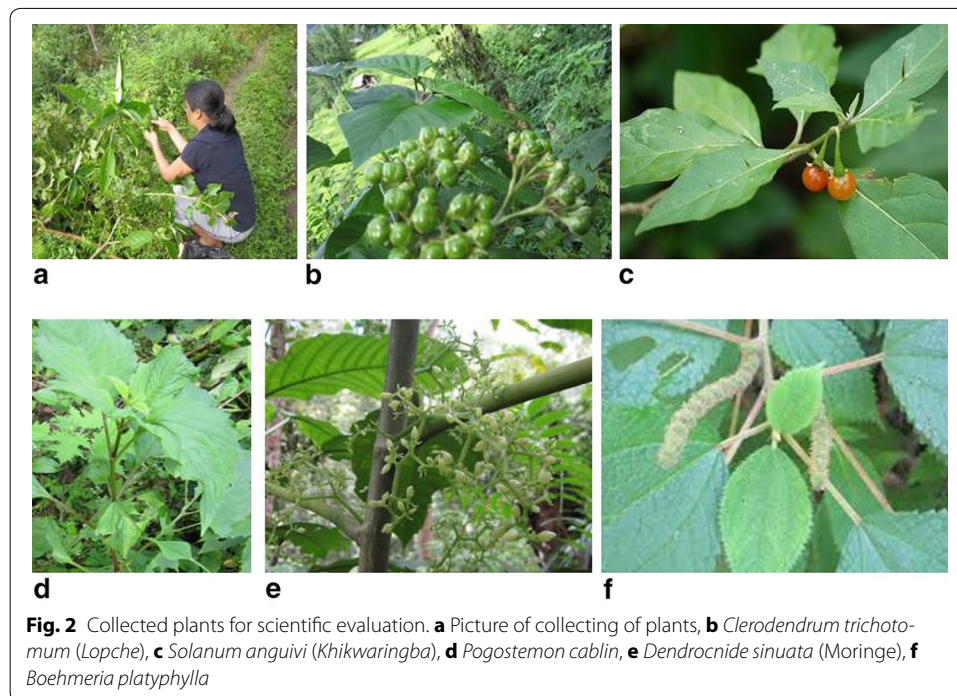 a
b
c
d
e
f
Fig. 2 Collected plants for scientific evaluation. a Picture of collecting of plants, b Clerodendrum trichoto-
mum (Lopche), c Solanum anguivi (Khikwaringba), d Pogostemon cablin, e Dendrocnide sinuata (Moringe), f
Boehmeria platyphylla